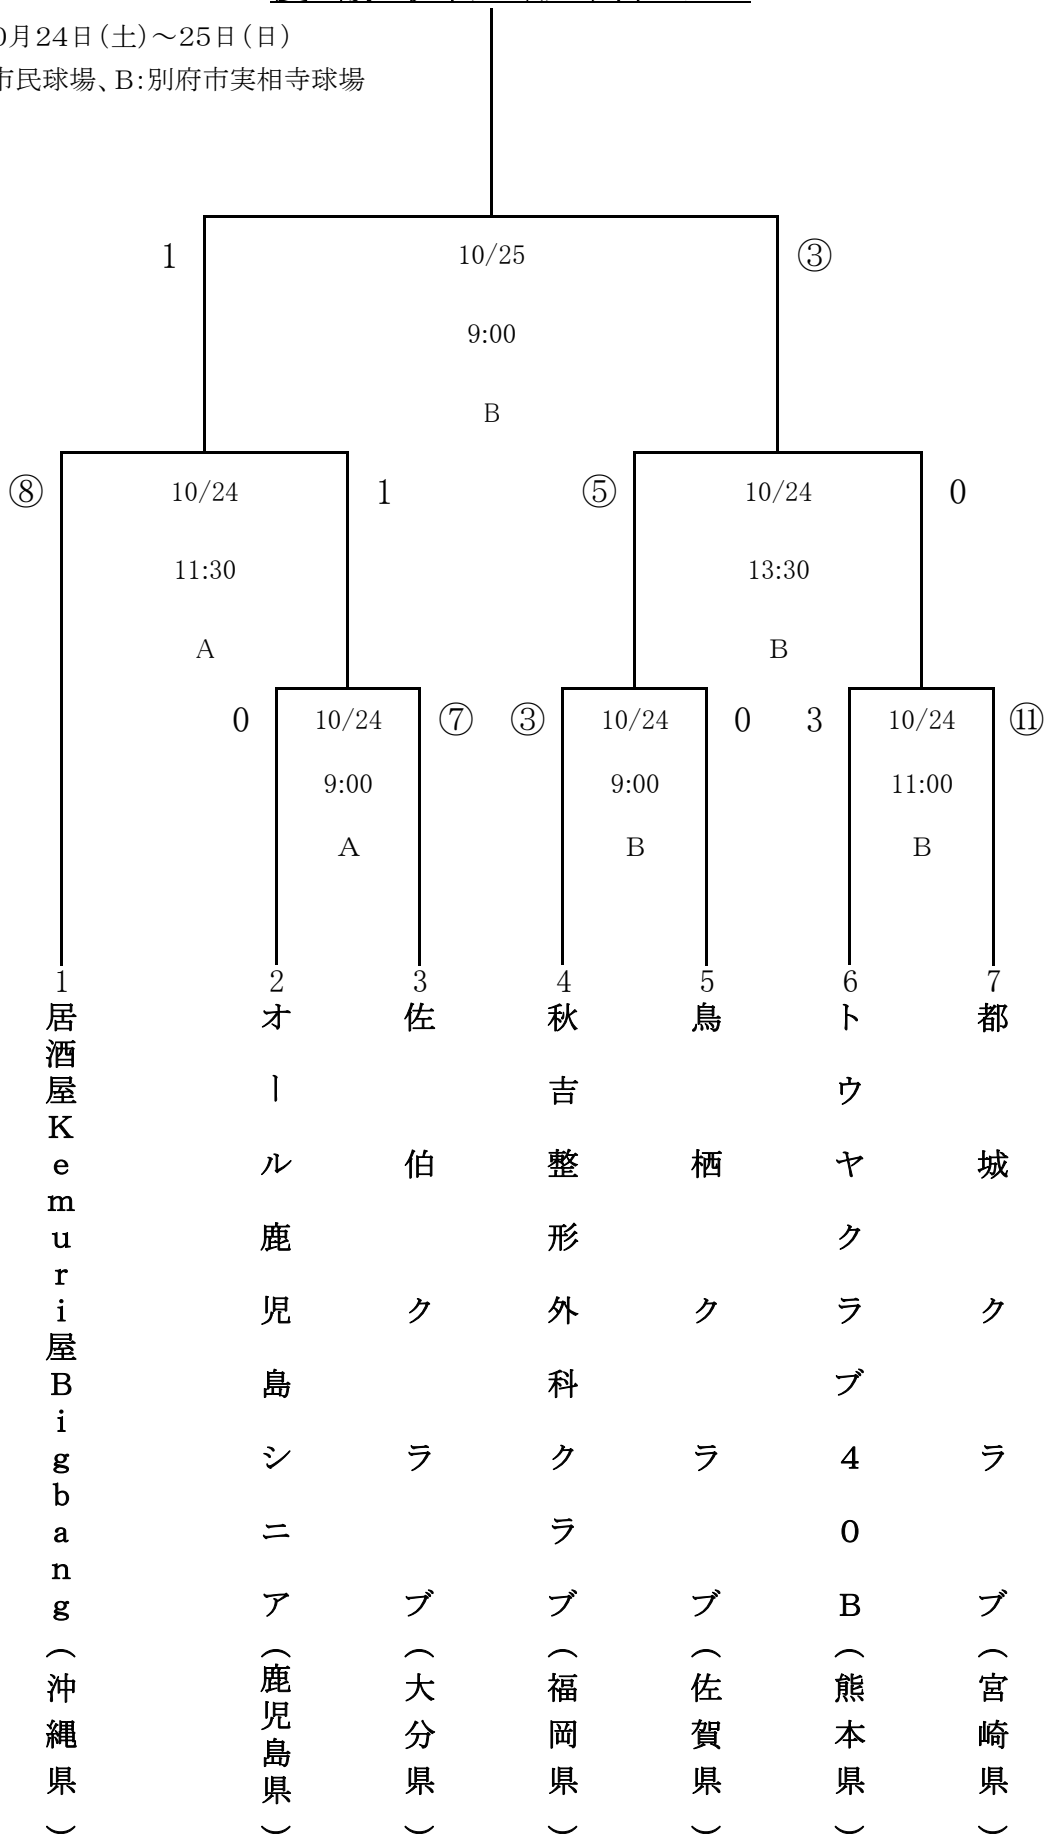 0月24日(土)～25日(日)
市民球場、B:別府市実相寺球場
1
10/25
③
9:00
B
⑧
10/24
1
⑤
10/24
0
11:30
13:30
A
B
0
10/24
⑦
③
10/24
0
3
10/24
⑪
9:00
9:00
11:00
A
B
B
1
居酒屋Kemuri屋Bigbang(沖縄県)
2
オール鹿児島シニア(鹿児島県)
3
佐伯クラブ(大分県)
4
秋吉整形外科クラブ(福岡県)
5
鳥栖クラブ(佐賀県)
6
トウヤクラブ40B(熊本県)
7
都城クラブ(宮崎県)